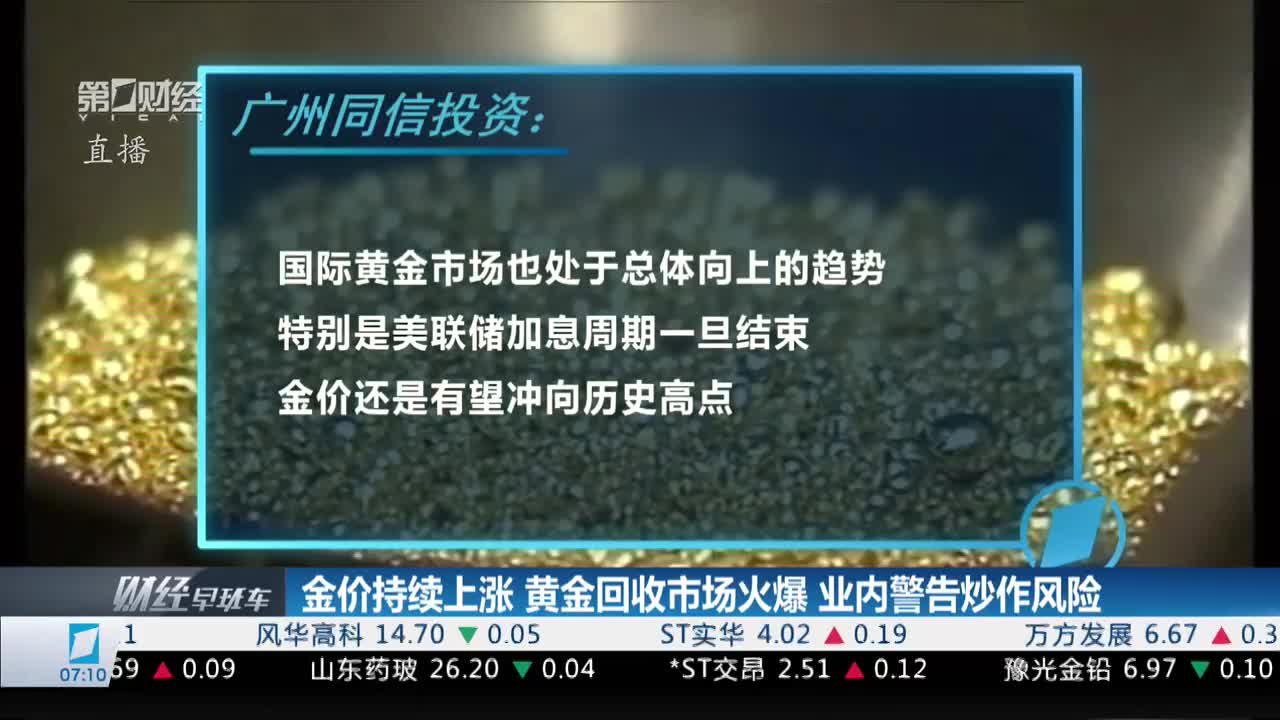 第一财经
YICAI
直播
广州同信投资：
国际黄金市场也处于总体向上的趋势
特别是美联储加息周期一旦结束
金价还是有望冲向历史高点
财经早班车
金价持续上涨 黄金回收市场火爆 业内警告炒作风险
.1 风华高科 14.70 ▼ 0.05 ST实华 4.02 ▲ 0.19 万方发展 6.67 ▲ 0.3
07:10
69 ▲ 0.09 山东药玻 26.20 ▼ 0.04 *ST交昂 2.51 ▲ 0.12 豫光金铅 6.97 ▼ 0.10